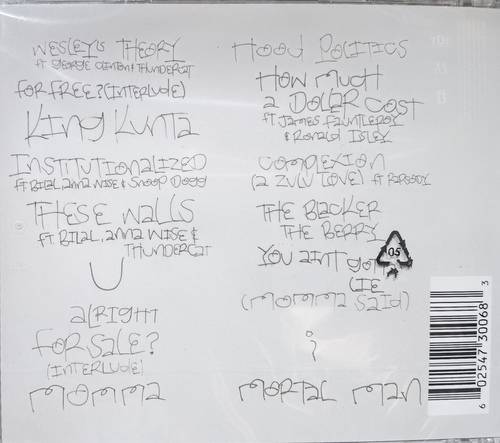 WESLEYs THEORY
ft GEORGE CLINTON & THUNDERCAT
FOR FREE? (INTERLUDE)
KING KUNTA
INSTITUTIONALIZED
ft BILAL, anna WISE & Snoop Dogg
THESE WALLS
ft BILAL, anna WISE &
THUNDERCAT
U
aLRIGHT
FOR SALE?
(INTERLUDE)
MOMMA
HOOD POLITICS
HOW MUCH
a DOLLAR COST
ft JAMES FAUNTLEROY
& RONALD ISLEY
COMPLEXION
(a ZULU LOVE) ft RAPSODY
THE BLACKER
THE BERRY
YOU AINT
LIE
(MOMMA SAID)
i
MORTAL MAN
05
6 02547 30068 3